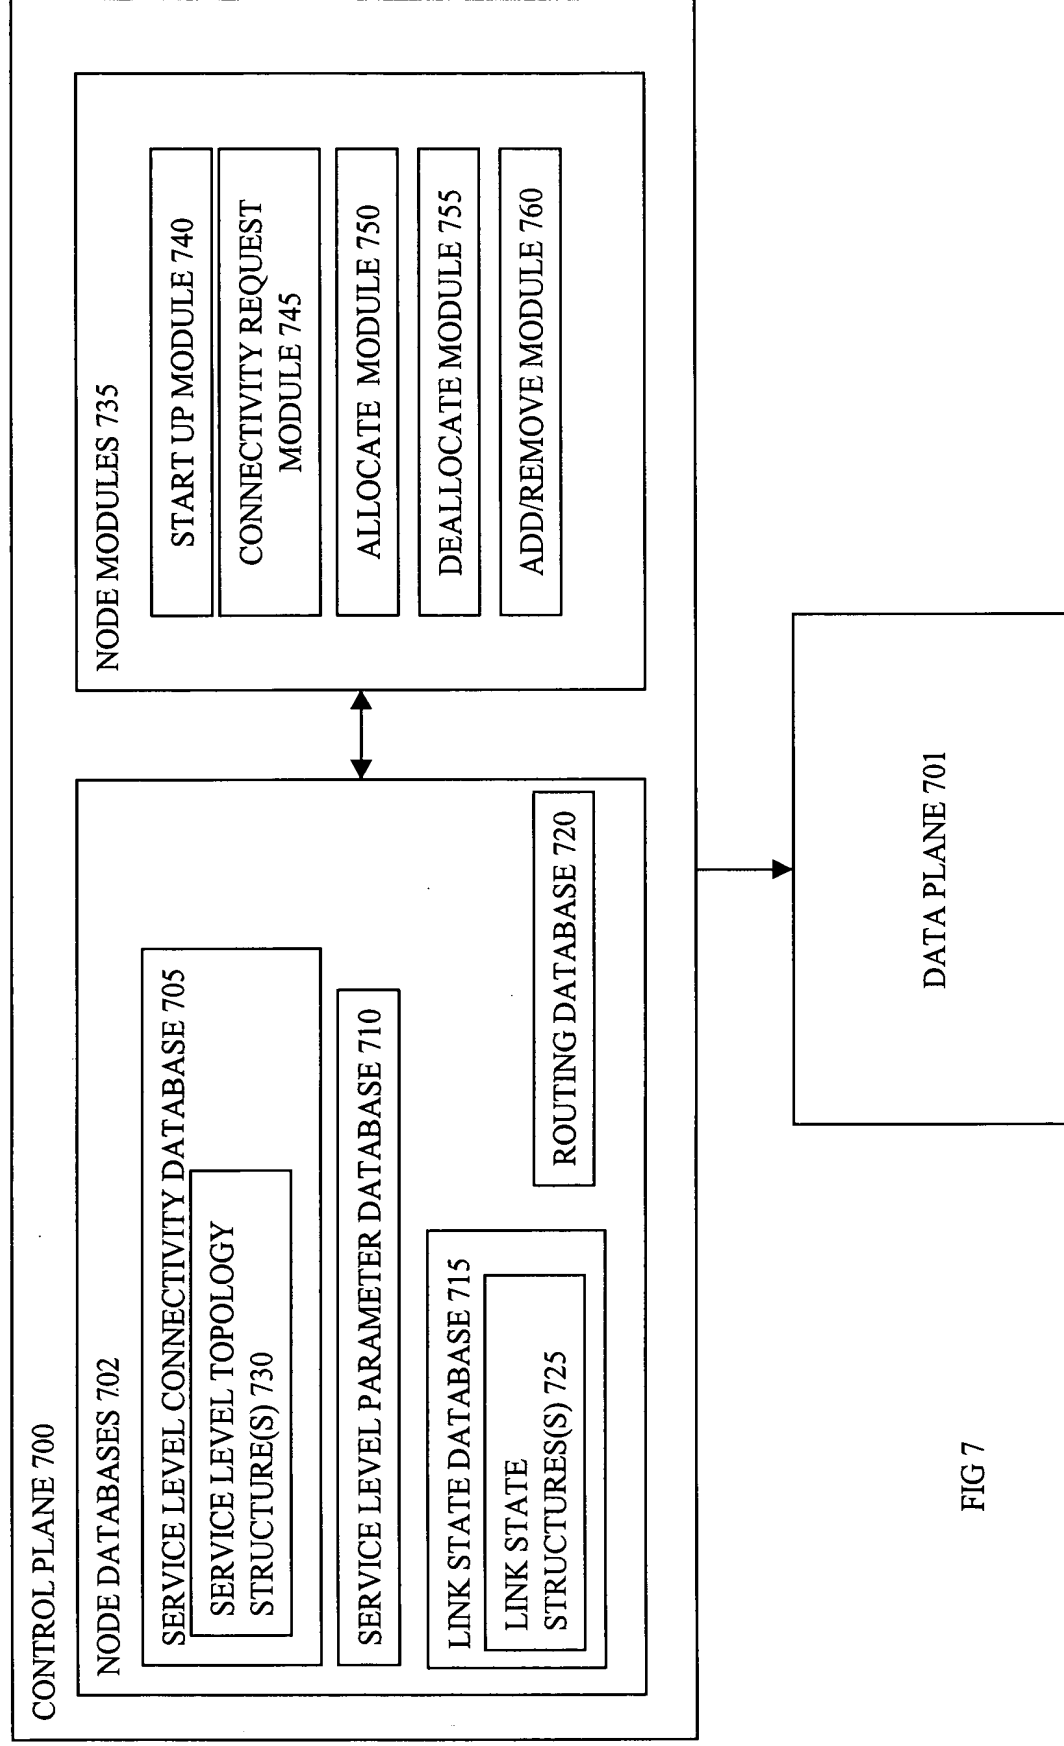 CONTROL PLANE 700
NODE DATABASES 702
SERVICE LEVEL CONNECTIVITY DATABASE 705
SERVICE LEVEL TOPOLOGY
STRUCTURE(S) 730
SERVICE LEVEL PARAMETER DATABASE 710
LINK STATE DATABASE 715
LINK STATE
STRUCTURES(S) 725
ROUTING DATABASE 720
NODE MODULES 735
START UP MODULE 740
CONNECTIVITY REQUEST
MODULE 745
ALLOCATE MODULE 750
DEALLOCATE MODULE 755
ADD/REMOVE MODULE 760
DATA PLANE 701
FIG 7